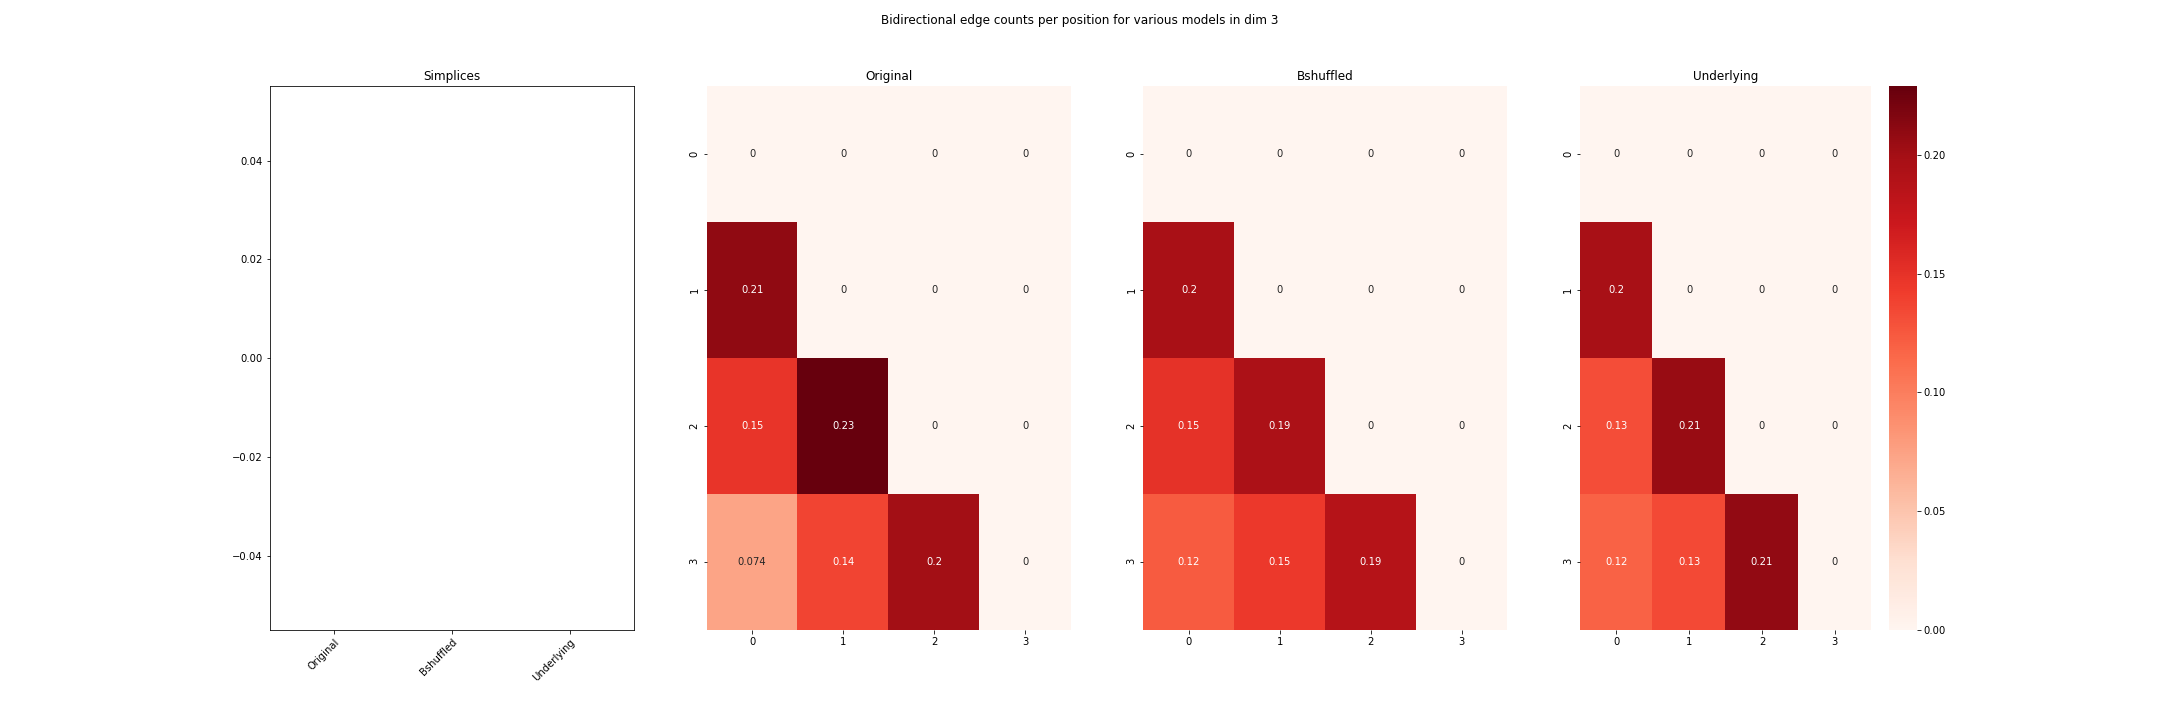 Bidirectional edge counts per position for various models in dim 3
Simplices
0.04
0.02
0.00
−0.02
−0.04
Original
Bshuffled
Underlying
Original
0
0 0 0 0
1
0.21 0 0 0
2
0.15 0.23 0 0
3
0.074 0.14 0.2 0
0 1 2 3
Bshuffled
0
0 0 0 0
1
0.2 0 0 0
2
0.15 0.19 0 0
3
0.12 0.15 0.19 0
0 1 2 3
Underlying
0
0 0 0 0
1
0.2 0 0 0
2
0.13 0.21 0 0
3
0.12 0.13 0.21 0
0 1 2 3
0.20
0.15
0.10
0.05
0.00